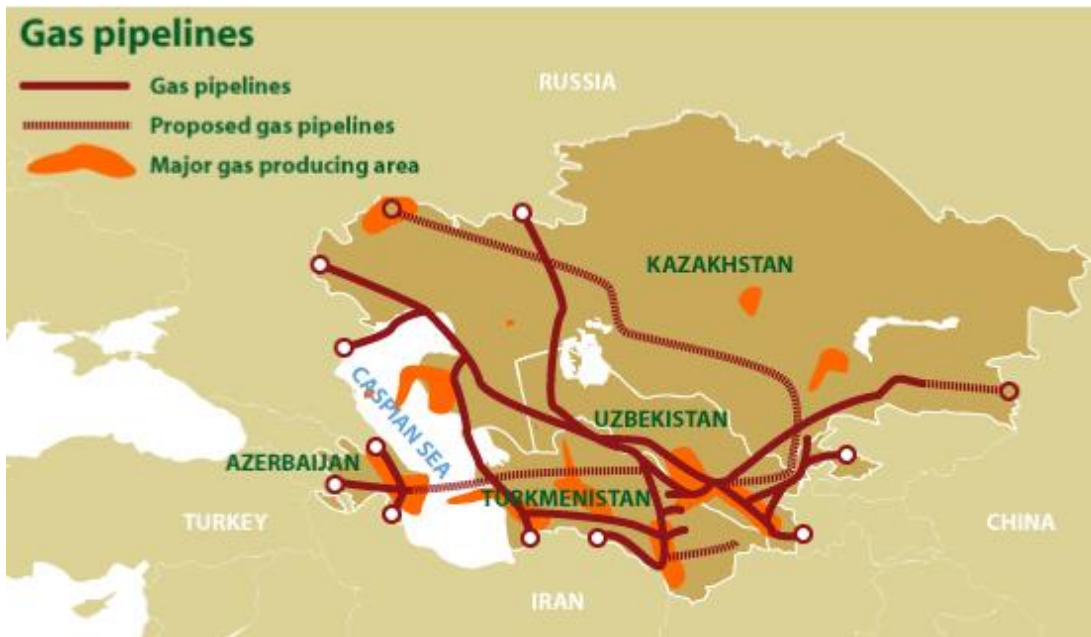 Gas pipelines
Gas pipelines
Proposed gas pipelines
Major gas producing area
RUSSIA
KAZAKHSTAN
CASPIAN SEA
UZBEKISTAN
AZERBAIJAN
TURKMENISTAN
TURKEY
CHINA
IRAN